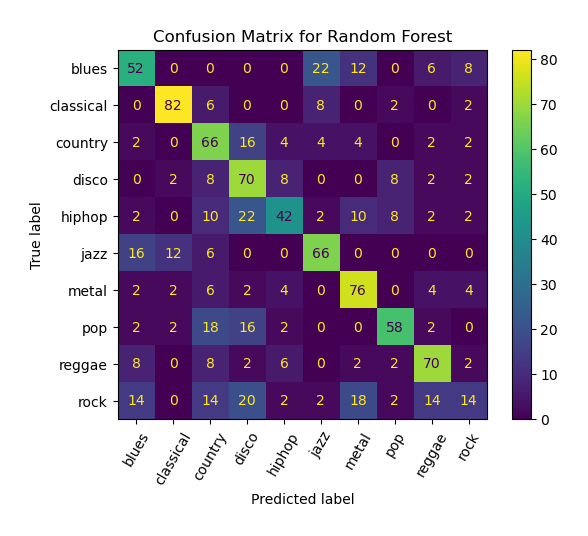 Confusion Matrix for Random Forest
blues 52 0 0 0 0 22 12 0 6 8
classical 0 82 6 0 0 8 0 2 0 2
country 2 0 66 16 4 4 4 0 2 2
disco 0 2 8 70 8 0 0 8 2 2
hiphop 2 0 10 22 42 2 10 8 2 2
jazz 16 12 6 0 0 66 0 0 0 0
metal 2 2 6 2 4 0 76 0 4 4
pop 2 2 18 16 2 0 0 58 2 0
reggae 8 0 8 2 6 0 2 2 70 2
rock 14 0 14 20 2 2 18 2 14 14
blues classical country disco hiphop jazz metal pop reggae rock
Predicted label
True label
80
70
60
50
40
30
20
10
0